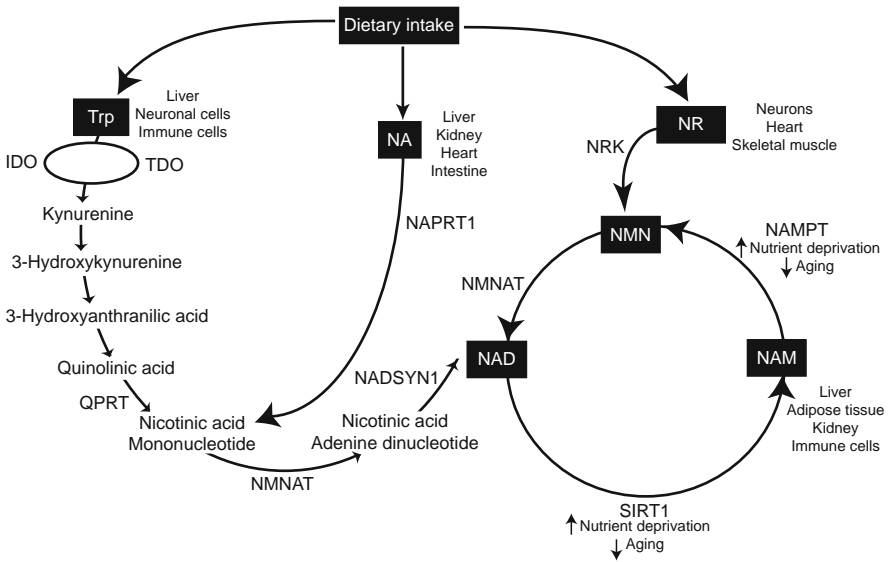 Dietary intake
Trp
Liver
Neuronal cells
Immune cells
IDO
TDO
Kynurenine
3-Hydroxykynurenine
3-Hydroxyanthranilic acid
Quinolinic acid
QPRT
Nicotinic acid
Mononucleotide
NMNAT
NA
Liver
Kidney
Heart
Intestine
NAPRT1
Nicotinic acid
Adenine dinucleotide
NADSYN1
NR
Neurons
Heart
Skeletal muscle
NRK
NMN
NMNAT
NAD
NAMPT
↑ Nutrient deprivation
↓ Aging
NAM
Liver
Adipose tissue
Kidney
Immune cells
SIRT1
↑ Nutrient deprivation
↓ Aging